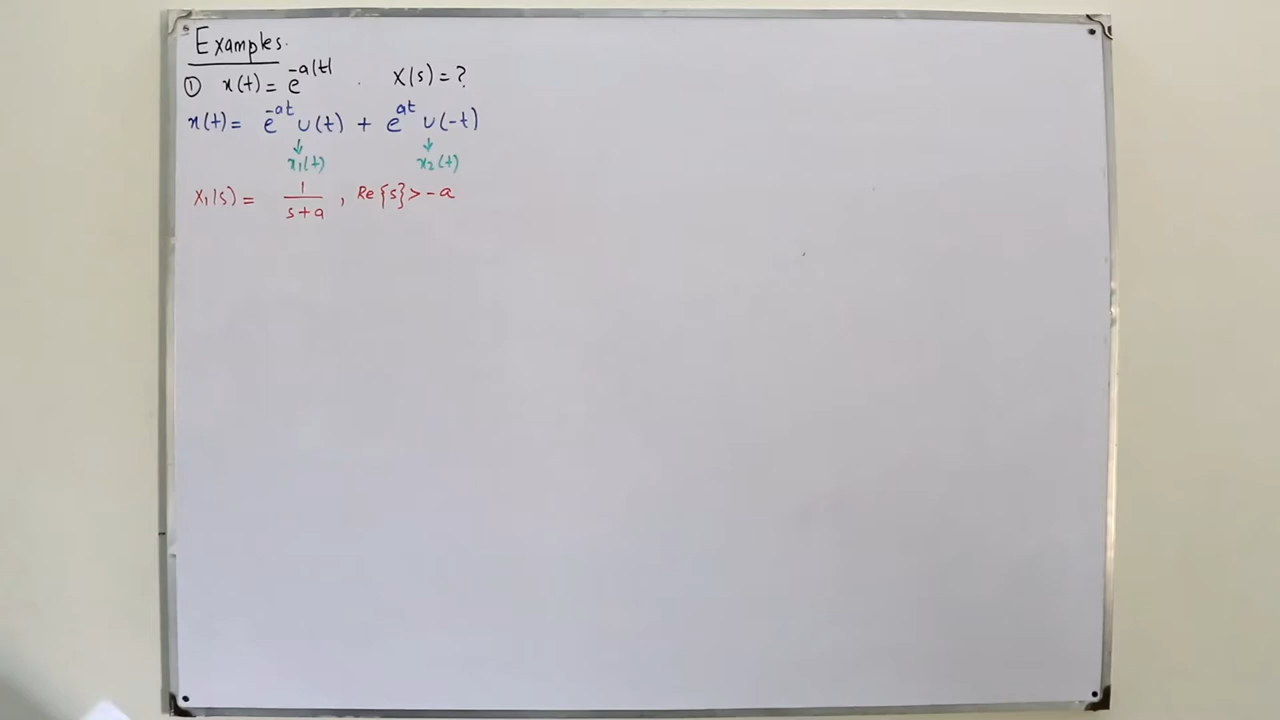 Examples.
① x(t) = e^{-a|t|} . X(s) = ?
x(t) = e^{-at} u(t) + e^{at} u(-t)
↓ ↓
x₁(t) x₂(t)
X₁(s) = 1/(s+a) , Re{s} > -a